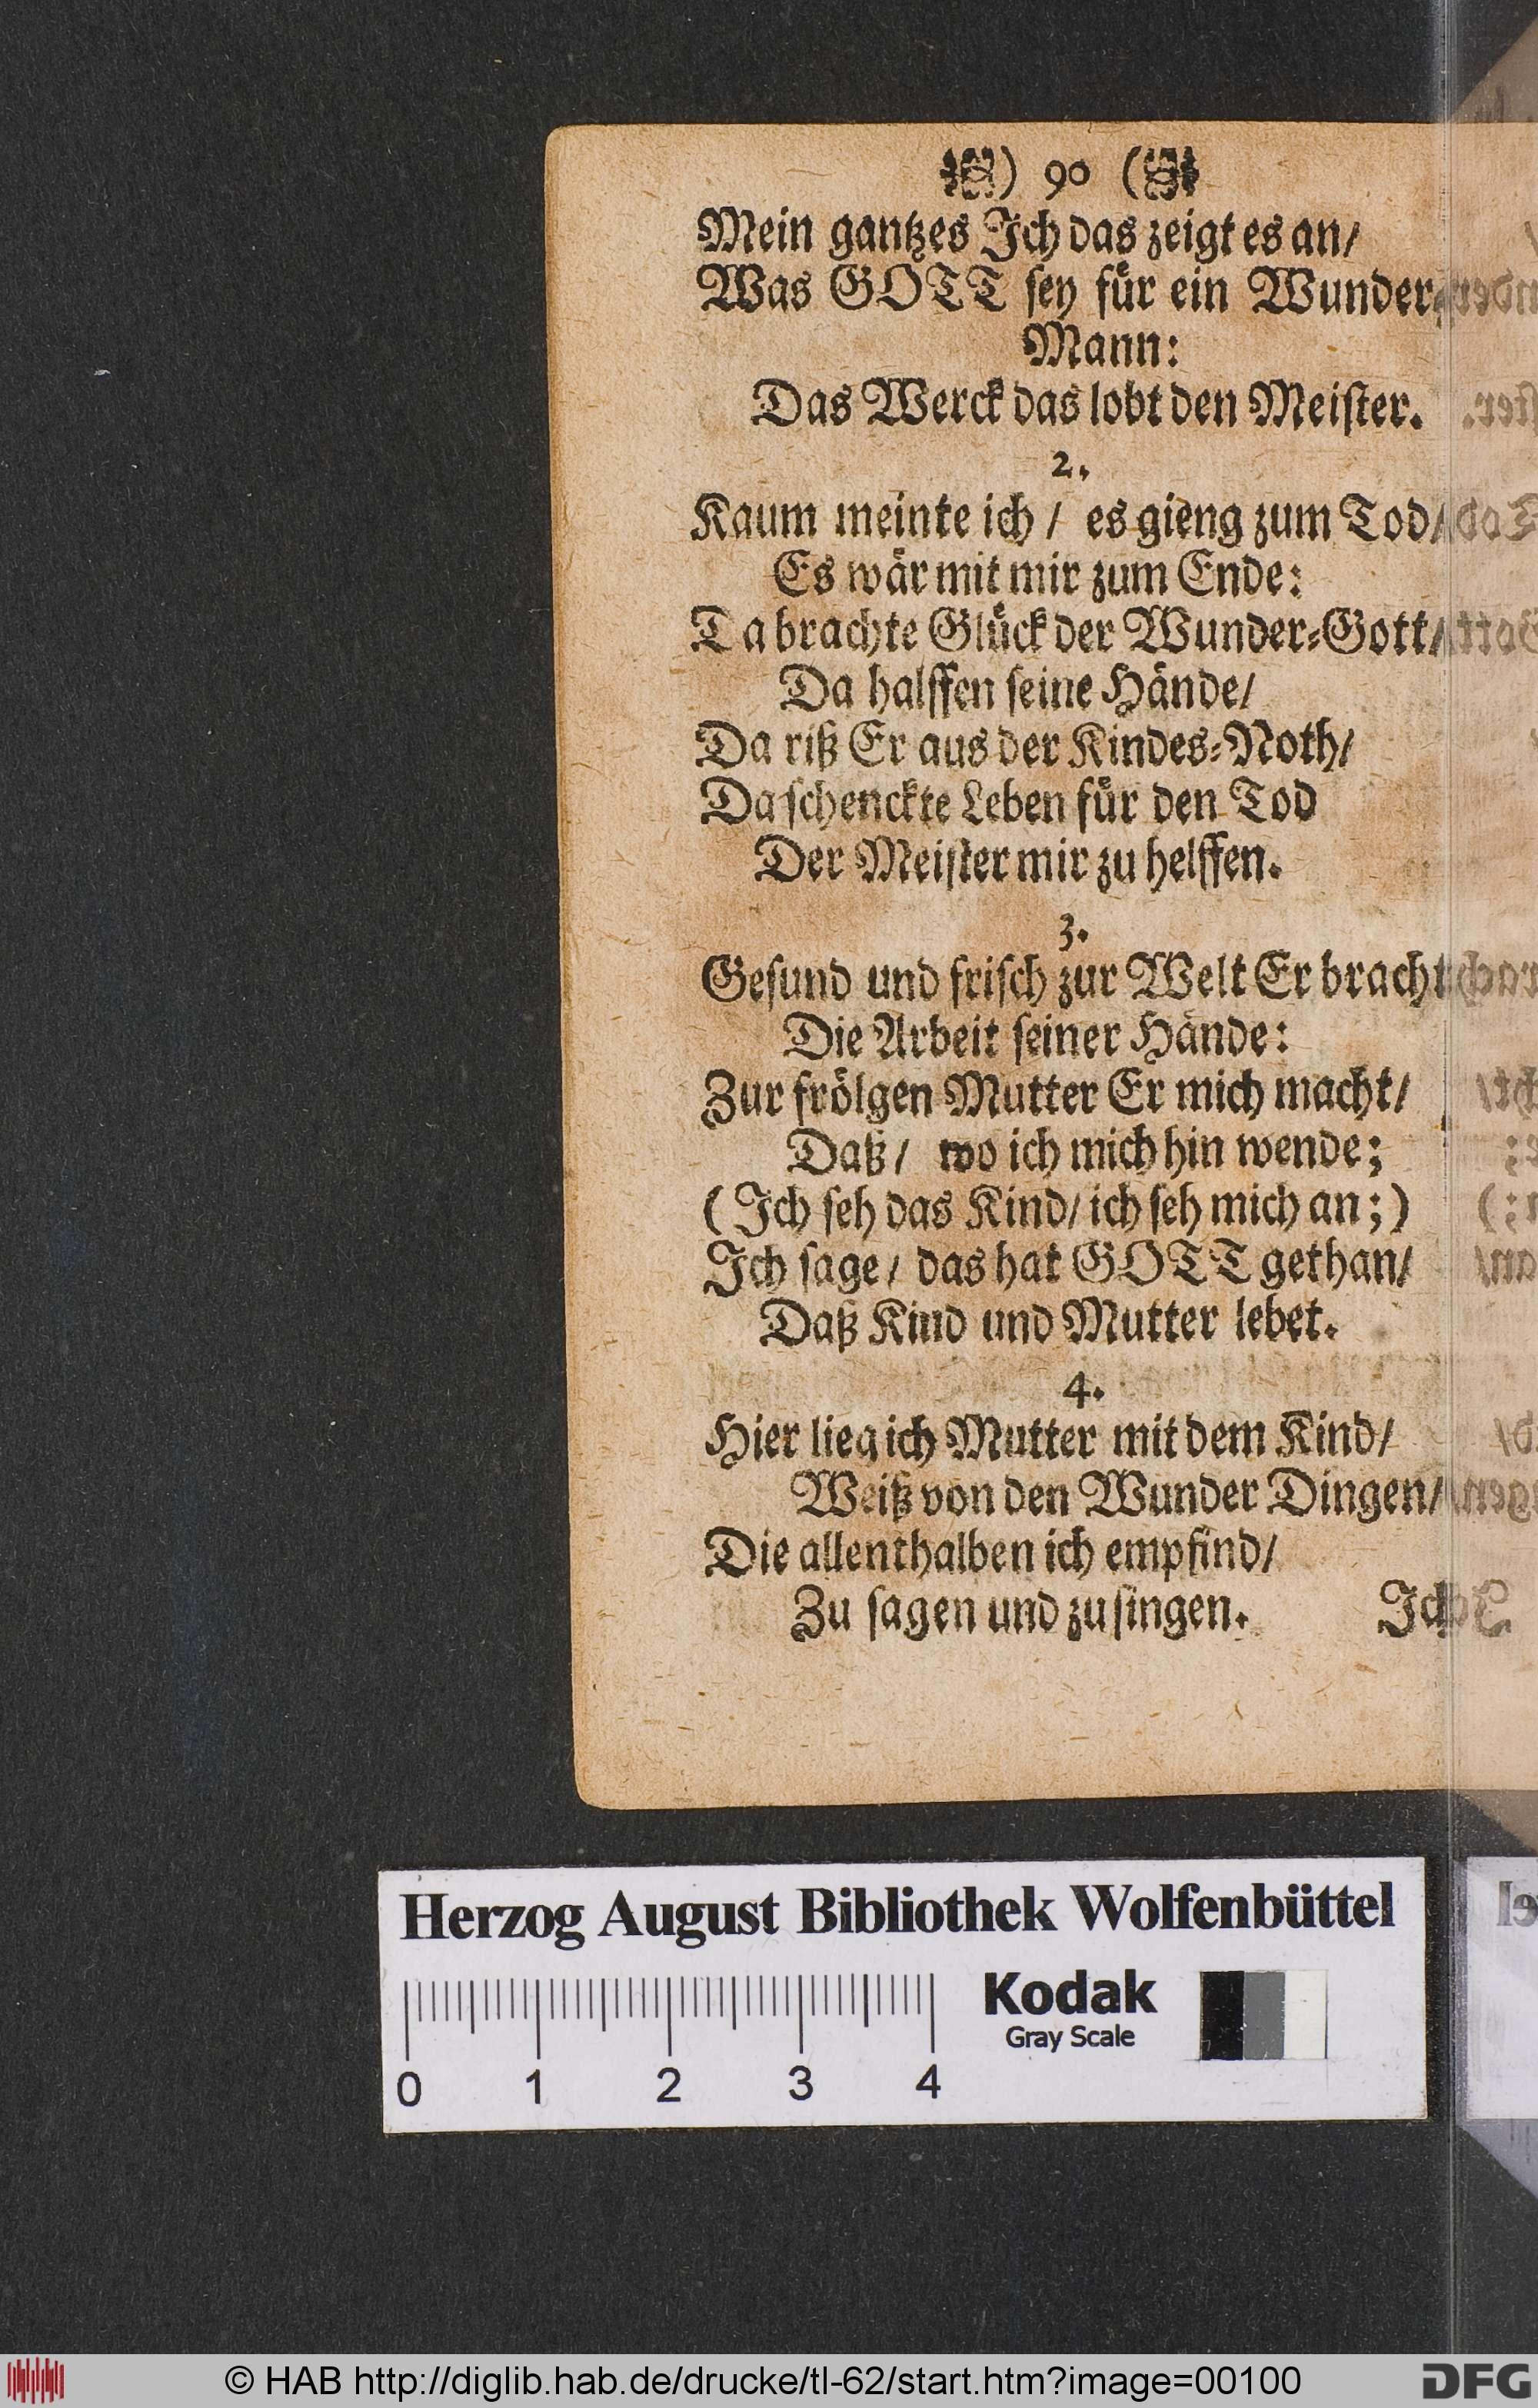 ) 90 (
Mein gantzes Ich das zeigt es an/
Was GOTT sey für ein Wunder-
Mann:
Das Werck das lobt den Meister.
2.
Kaum meinte ich / es gieng zum Tod/
Es wär mit mir zum Ende:
Ta brachte Glück der Wunder-Gott/
Da halffen seine Hände/
Da riß Er aus der Kindes-Noth/
Da schenckte Leben für den Tod
Der Meister mir zu helffen.
3.
Gesund und frisch zur Welt Er bracht
Die Arbeit seiner Hände:
Zur frölgen Mutter Er mich macht/
Daß / wo ich mich hin wende;
(Ich seh das Kind/ ich seh mich an;)
Ich sage / das hat GOTT gethan/
Daß Kind und Mutter lebet.
4.
Hier lieg ich Mutter mit dem Kind/
Weiß von den Wunder Dingen/
Die allenthalben ich empfind/
Zu sagen und zu singen.
Ich
Herzog August Bibliothek Wolfenbüttel
Kodak
Gray Scale
0 1 2 3 4
© HAB http://diglib.hab.de/drucke/tl-62/start.htm?image=00100
DFG